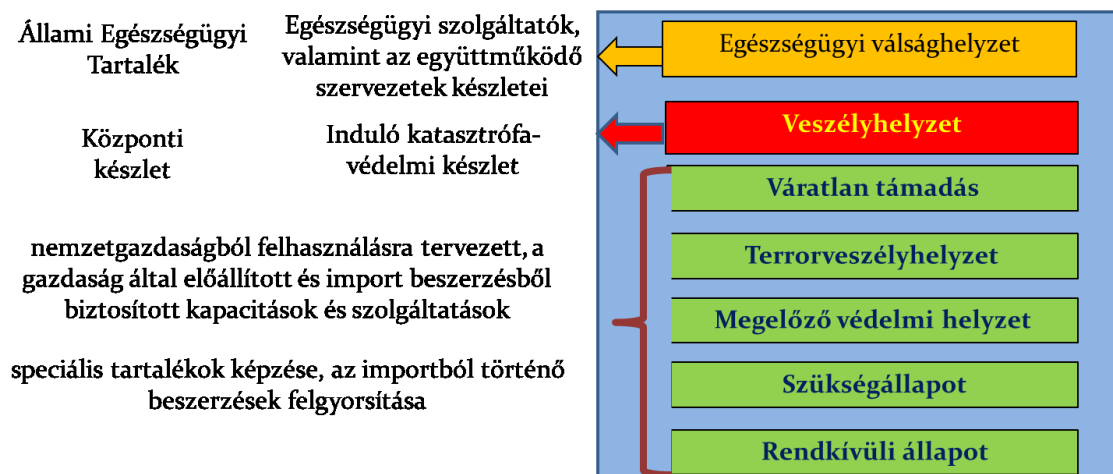 Állami Egészségügyi
Tartalék
Egészségügyi szolgáltatók,
valamint az együttműködő
szervezetek készletei
Egészségügyi válsághelyzet
Központi
készlet
Induló katasztrófa-
védelmi készlet
Veszélyhelyzet
Váratlan támadás
nemzetgazdaságból felhasználásra tervezett, a
gazdaság által előállított és import beszerzésből
biztosított kapacitások és szolgáltatások
Terrorveszélyhelyzet
Megelőző védelmi helyzet
speciális tartalékok képzése, az importból történő
beszerzések felgyorsítása
Szükségállapot
Rendkívüli állapot